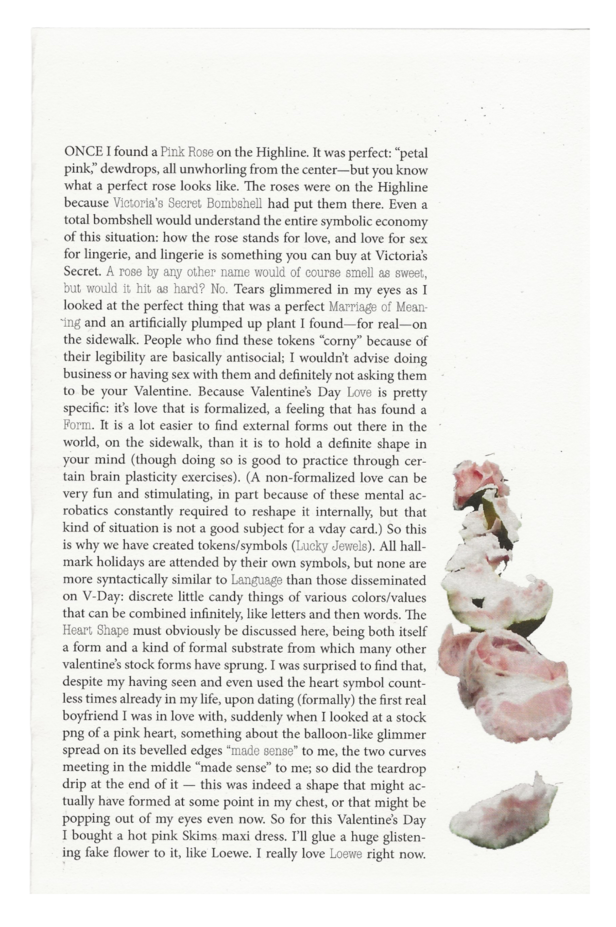 ONCE I found a Pink Rose on the Highline. It was perfect: “petal
pink,” dewdrops, all unwhorling from the center—but you know
what a perfect rose looks like. The roses were on the Highline
because Victoria's Secret Bombshell had put them there. Even a
total bombshell would understand the entire symbolic economy
of this situation: how the rose stands for love, and love for sex
for lingerie, and lingerie is something you can buy at Victoria’s
Secret. A rose by any other name would of course smell as sweet,
but would it hit as hard? No. Tears glimmered in my eyes as I
looked at the perfect thing that was a perfect Marriage of Mean-
ing and an artificially plumped up plant I found—for real—on
the sidewalk. People who find these tokens “corny” because of
their legibility are basically antisocial; I wouldn’t advise doing
business or having sex with them and definitely not asking them
to be your Valentine. Because Valentine’s Day Love is pretty
specific: it’s love that is formalized, a feeling that has found a
Form. It is a lot easier to find external forms out there in the
world, on the sidewalk, than it is to hold a definite shape in
your mind (though doing so is good to practice through cer-
tain brain plasticity exercises). (A non-formalized love can be
very fun and stimulating, in part because of these mental ac-
robatics constantly required to reshape it internally, but that
kind of situation is not a good subject for a vday card.) So this
is why we have created tokens/symbols (Lucky Jewels). All hall-
mark holidays are attended by their own symbols, but none are
more syntactically similar to Language than those disseminated
on V-Day: discrete little candy things of various colors/values
that can be combined infinitely, like letters and then words. The
Heart Shape must obviously be discussed here, being both itself
a form and a kind of formal substrate from which many other
valentine’s stock forms have sprung. I was surprised to find that,
despite my having seen and even used the heart symbol count-
less times already in my life, upon dating (formally) the first real
boyfriend I was in love with, suddenly when I looked at a stock
png of a pink heart, something about the balloon-like glimmer
spread on its bevelled edges “made sense” to me, the two curves
meeting in the middle “made sense” to me; so did the teardrop
drip at the end of it — this was indeed a shape that might ac-
tually have formed at some point in my chest, or that might be
popping out of my eyes even now. So for this Valentine’s Day
I bought a hot pink Skims maxi dress. I’ll glue a huge glisten-
ing fake flower to it, like Loewe. I really love Loewe right now.